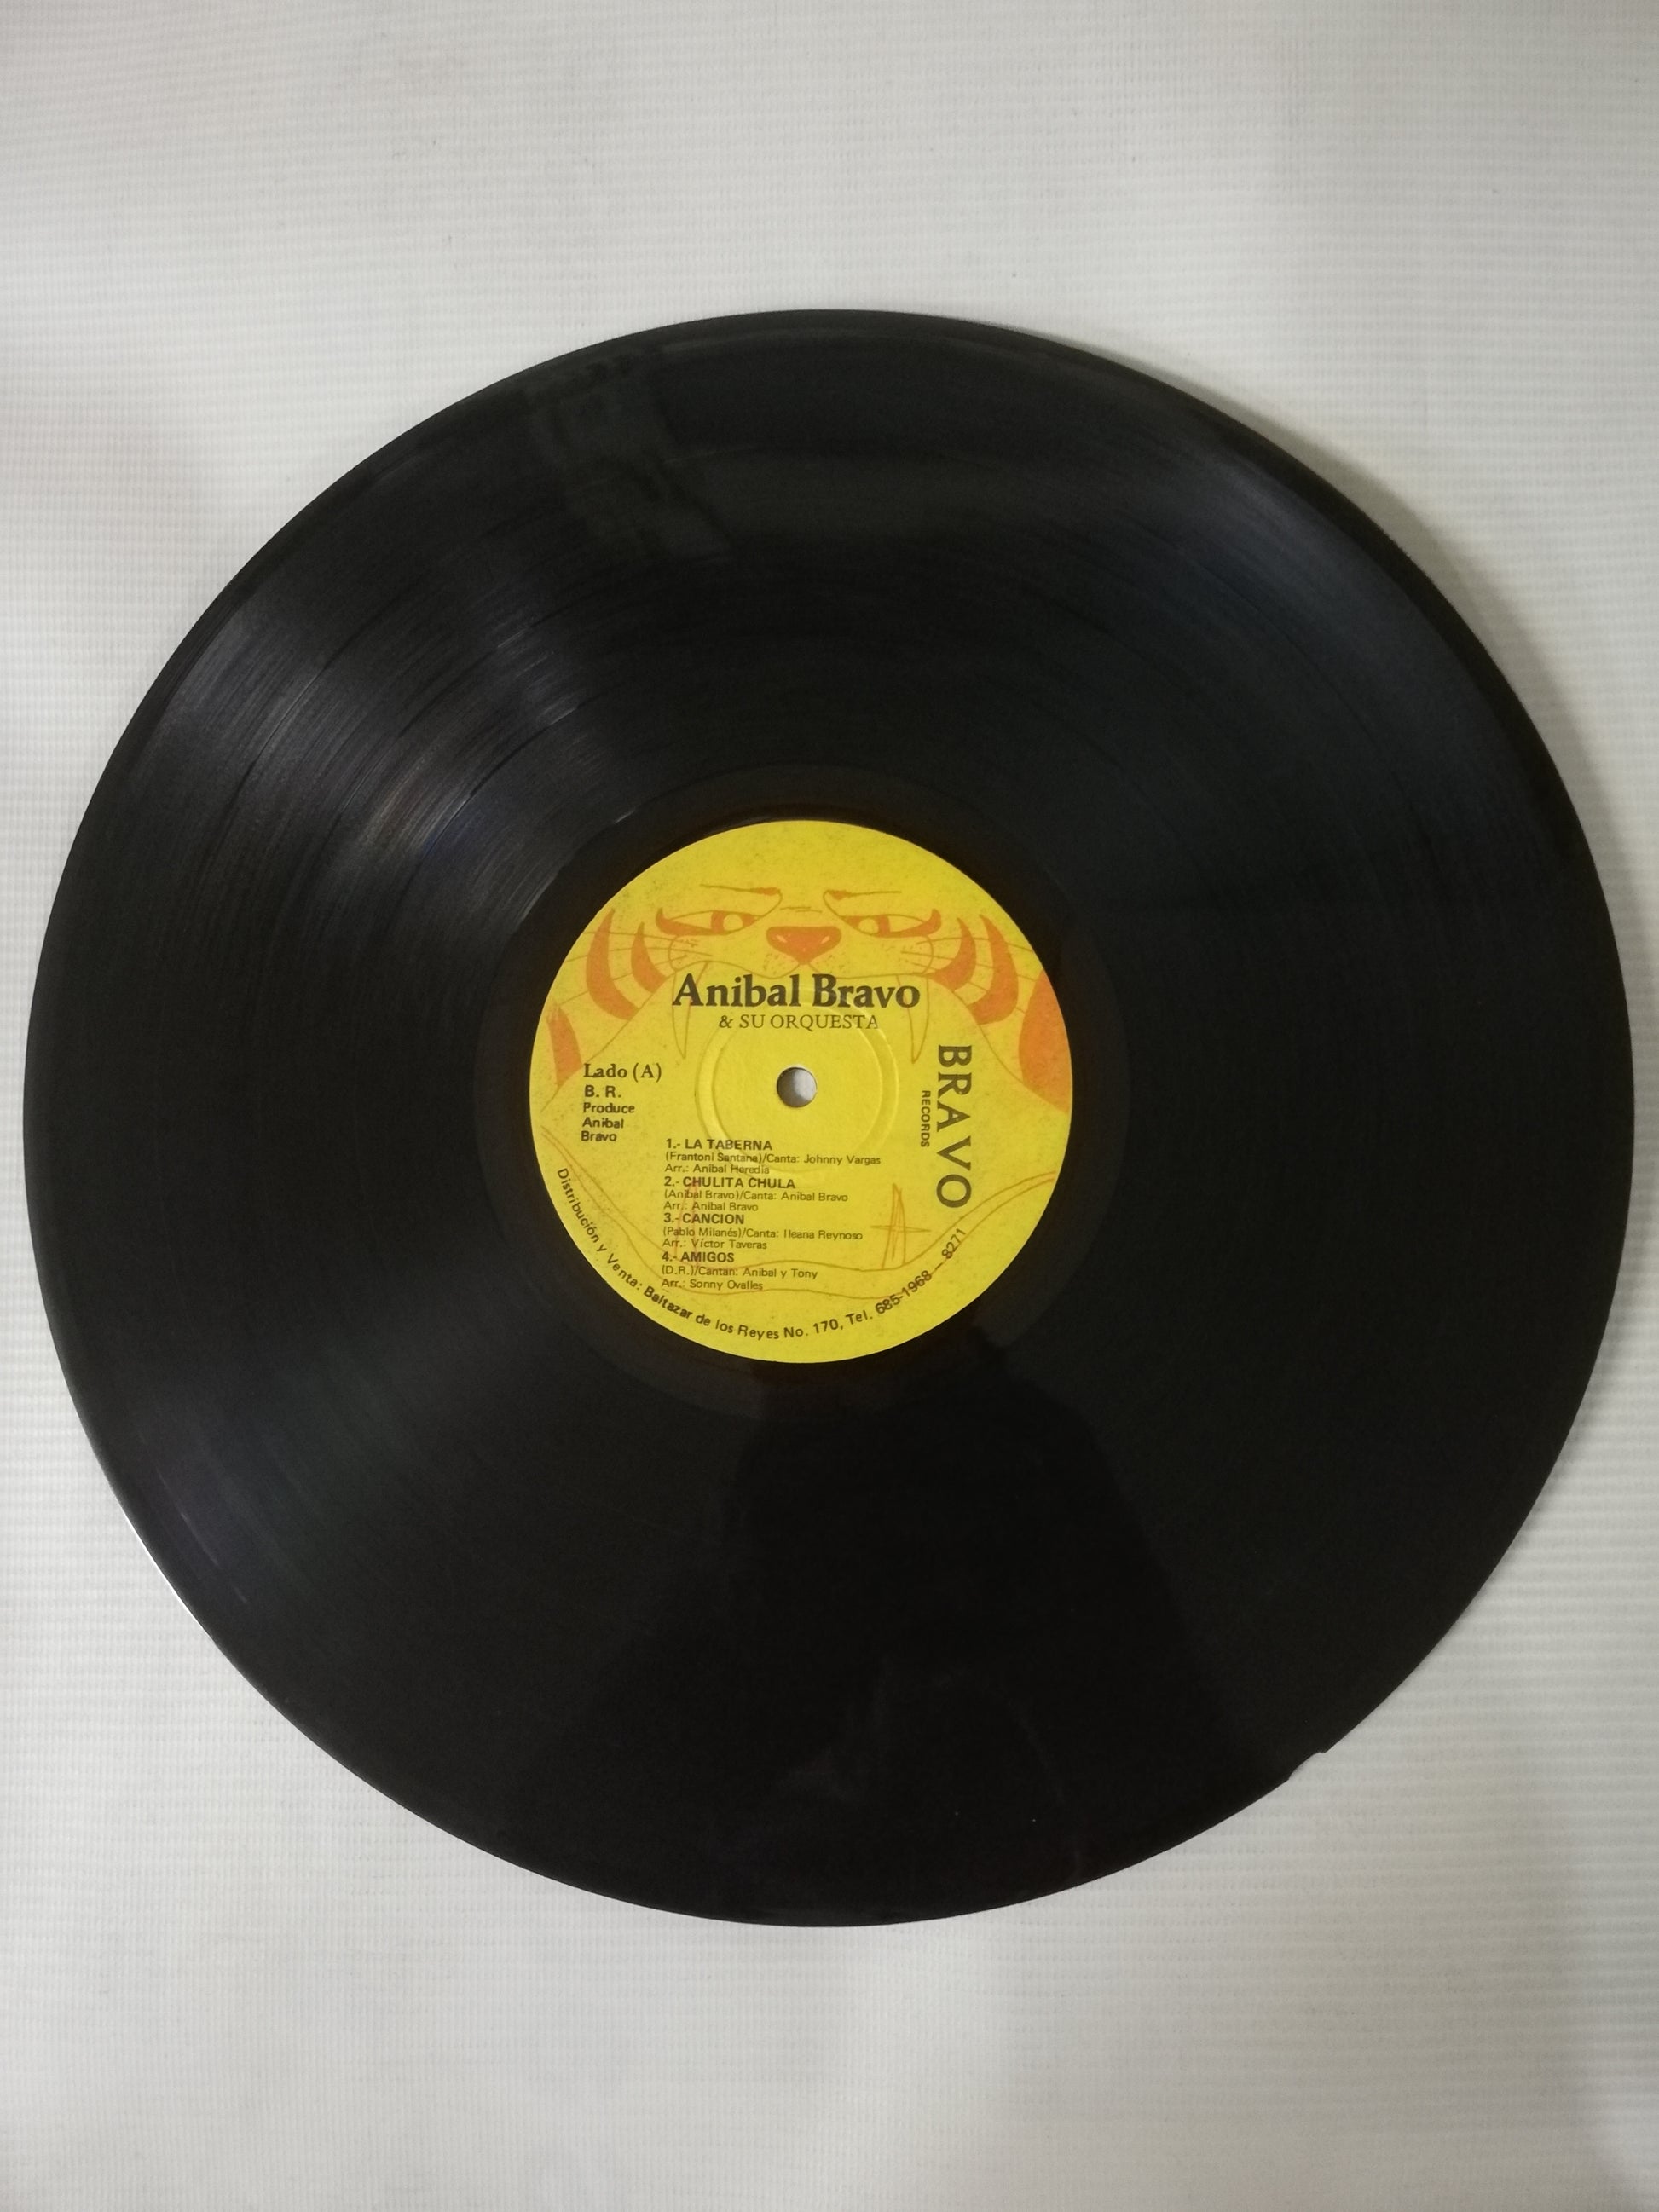 Anibal Bravo
& SU ORQUESTA
BRAVO
RECORDS
Lado (A)
B. R.
Produce
Anibal
Bravo
1.- LA TABERNA
(Frantoni Santana)/Canta: Johnny Vargas
Arr.: Anibal Heredia
2.- CHULITA CHULA
(Anibal Bravo)/Canta: Anibal Bravo
Arr.: Anibal Bravo
3.- CANCION
(Pablo Milanés)/Canta: Ileana Reynoso
Arr.: Víctor Taveras
4.- AMIGOS
(D.R.)/Cantan: Anibal y Tony
Arr.: Sonny Ovalles
Distribución y Venta: Baltazar de los Reyes No. 170, Tel. 685-1968 — 8271